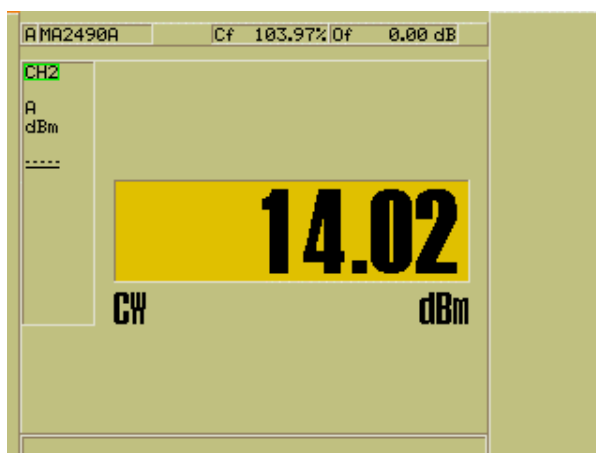 A MA2490A Cf 103.97% Of 0.00 dB
CH2
A
dBm
-----
14.02
CW dBm